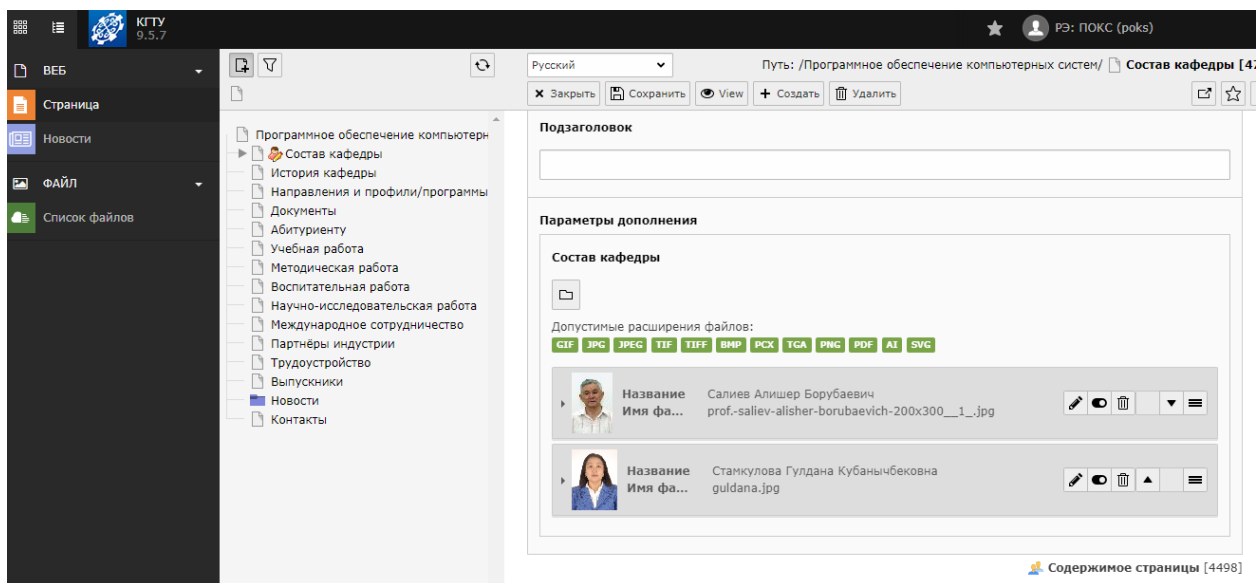 КГТУ
9.5.7
РЭ: ПОКС (poks)
ВЕБ
Страница
Новости
ФАЙЛ
Список файлов
Программное обеспечение компьютерн
Состав кафедры
История кафедры
Направления и профили/программы
Документы
Абитуриенту
Учебная работа
Методическая работа
Воспитательная работа
Научно-исследовательская работа
Международное сотрудничество
Партнёры индустрии
Трудоустройство
Выпускники
Новости
Контакты
Русский
Путь: /Программное обеспечение компьютерных систем/ Состав кафедры [47
Закрыть Сохранить View Создать Удалить
Подзаголовок
Параметры дополнения
Состав кафедры
Допустимые расширения файлов:
GIF JPG JPEG TIF TIFF BMP PCX TGA PNG PDF AI SVG
Название Салиев Алишер Борубаевич
Имя фа... prof.-saliev-alisher-borubaevich-200x300__1_.jpg
Название Стамкулова Гулдана Кубанычбековна
Имя фа... guldana.jpg
Содержимое страницы [4498]